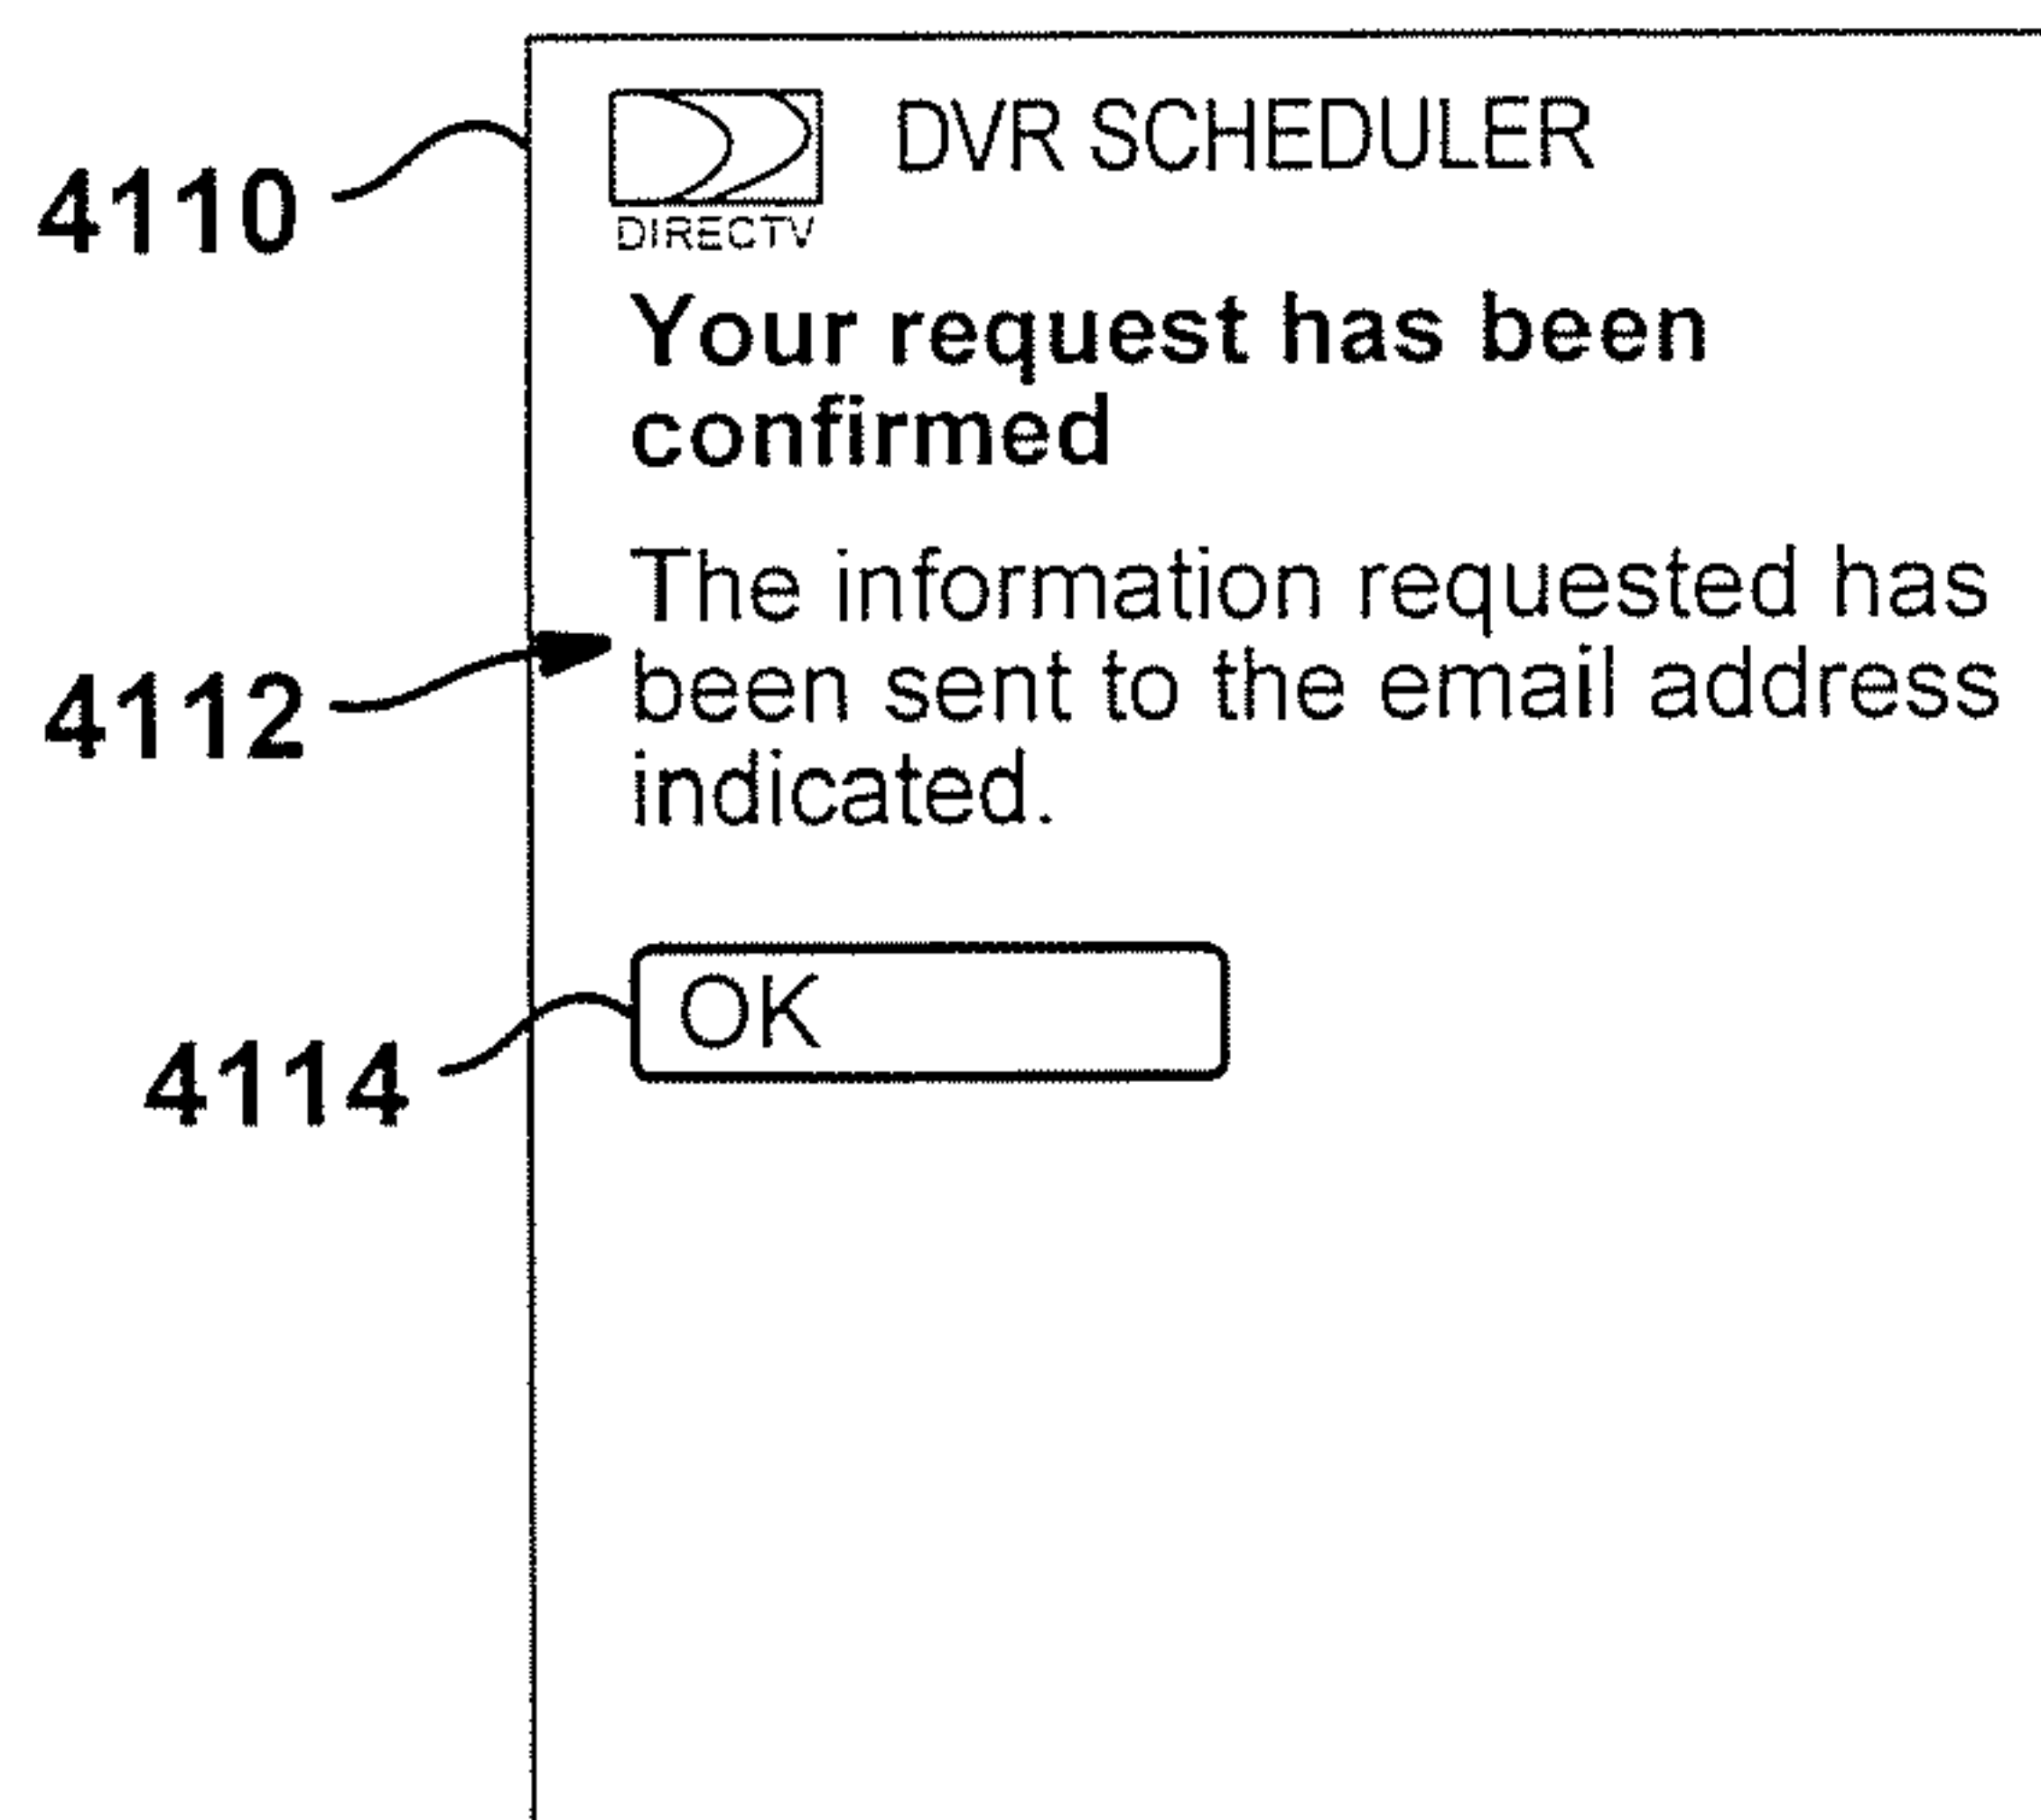 DVR SCHEDULER
4110
DIRECTV
Your request has been
confirmed
The information requested has
4112
been sent to the email address
indicated.
OK
4114